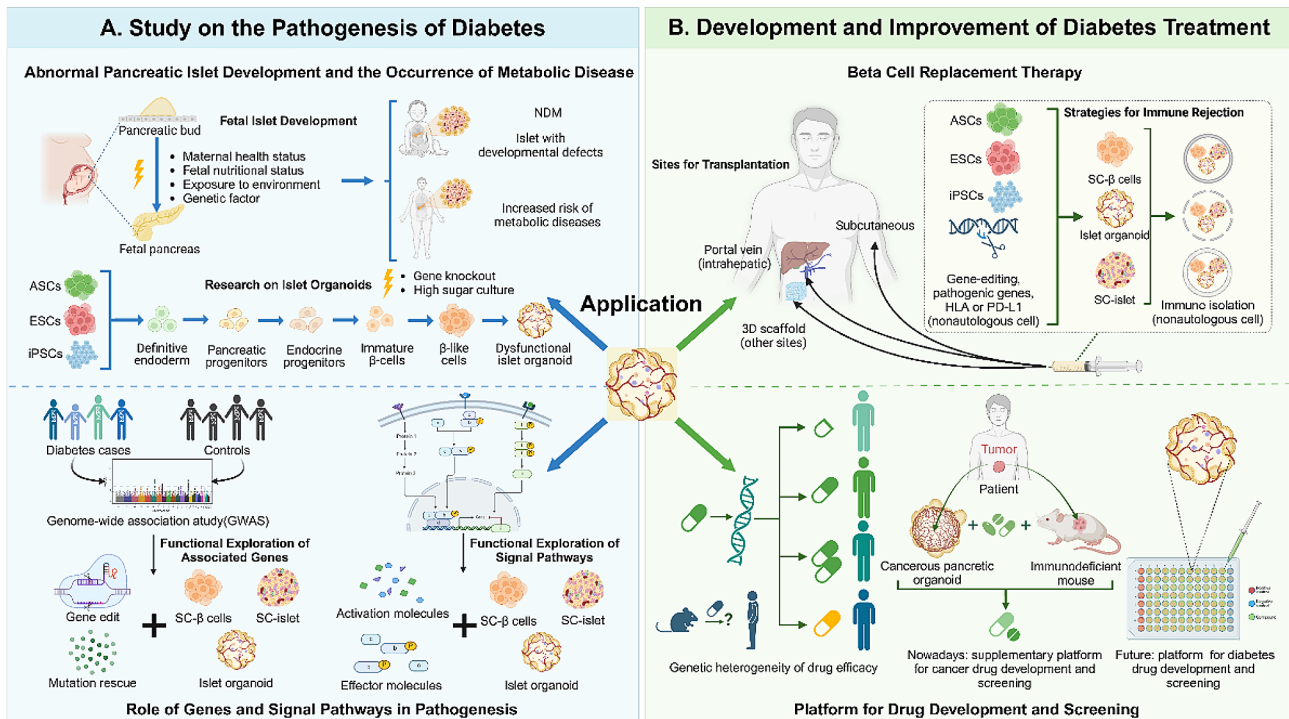 A. Study on the Pathogenesis of Diabetes
Abnormal Pancreatic Islet Development and the Occurrence of Metabolic Disease
Pancreatic bud
Fetal Islet Development
• Maternal health status
• Fetal nutritional status
• Exposure to environment
• Genetic factor
Fetal pancreas
NDM
Islet with
developmental defects
Increased risk of
metabolic diseases
ASCs
ESCs
iPSCs
Research on Islet Organoids
• Gene knockout
• High sugar culture
Definitive
endoderm
Pancreatic
progenitors
Endocrine
progenitors
Immature
β-cells
β-like
cells
Dysfunctional
islet organoid
Application
Diabetes cases
Controls
Genome-wide association atudy(GWAS)
Functional Exploration of
Associated Genes
Gene edit
Mutation rescue
SC-β cells
SC-islet
Islet organoid
Protein 1
Protein 2
Protein 3
Functional Exploration of
Signal Pathways
Activation molecules
Effector molecules
SC-β cells
SC-islet
Islet organoid
Role of Genes and Signal Pathways in Pathogenesis
B. Development and Improvement of Diabetes Treatment
Beta Cell Replacement Therapy
Sites for Transplantation
Portal vein
(intrahepatic)
Subcutaneous
3D scaffold
(other sites)
ASCs
ESCs
iPSCs
Gene-editing,
pathogenic genes,
HLA or PD-L1
(nonautologous cell)
Strategies for Immune Rejection
SC-β cells
Islet organoid
SC-islet
Immuno isolation
(nonautologous cell)
?
Genetic heterogeneity of drug efficacy
Tumor
Patient
+
+
Cancerous pancretic
organoid
Immunodeficient
mouse
Nowadays: supplementary platform
for cancer drug development and
screening
Future: platform for diabetes
drug development and
screening
Platform for Drug Development and Screening